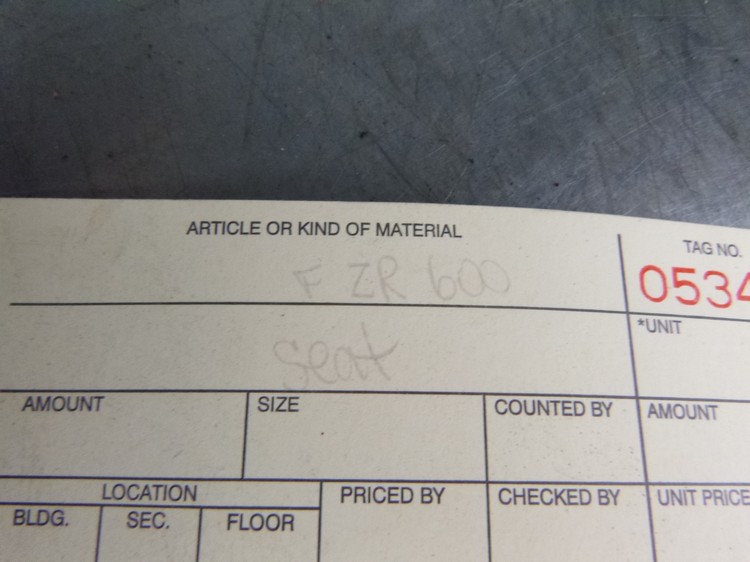 ARTICLE OR KIND OF MATERIAL
TAG NO.
F ZR 600
0534
*UNIT
seat
AMOUNT
SIZE
COUNTED BY
AMOUNT
LOCATION
PRICED BY
CHECKED BY
UNIT PRICE
BLDG.
SEC.
FLOOR